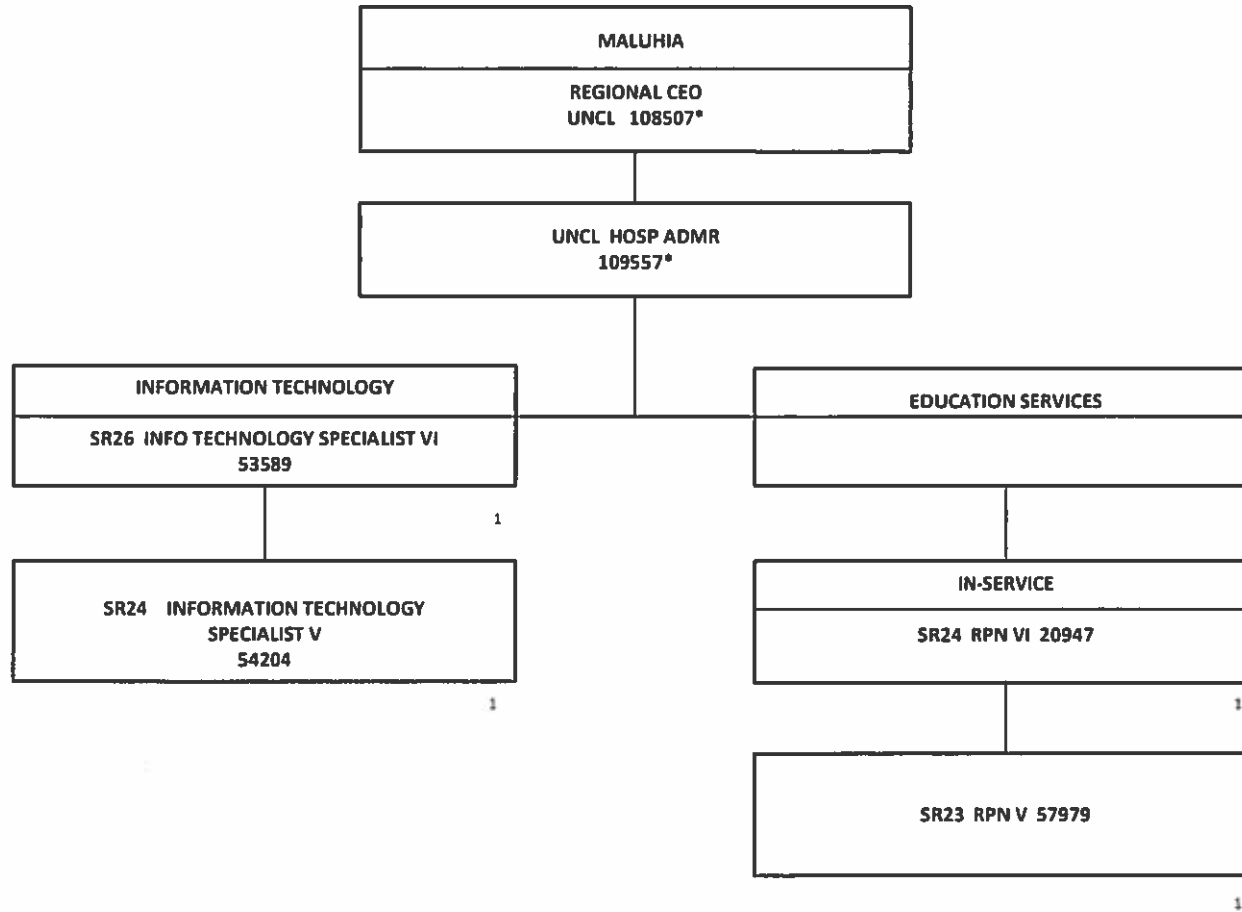 MALUHIA
REGIONAL CEO
UNCL 108507*
UNCL HOSP ADMR
109557*
INFORMATION TECHNOLOGY
SR26 INFO TECHNOLOGY SPECIALIST VI
53589
1
SR24 INFORMATION TECHNOLOGY
SPECIALIST V
54204
1
EDUCATION SERVICES
IN-SERVICE
SR24 RPN VI 20947
1
SR23 RPN V 57979
1